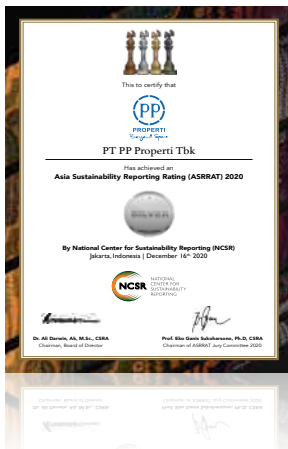 This to certify that
PP
PROPERTI
Beyond Space
PT PP Properti Tbk
Has achieved an
Asia Sustainability Reporting Rating (ASRRAT) 2020
SILVER
By National Center for Sustainability Reporting (NCSR)
Jakarta, Indonesia | December 16th 2020
NCSR
NATIONAL
CENTER FOR
SUSTAINABILITY
REPORTING
Dr. Ali Darwin, Ak, M.Sc., CSRA
Chairman, Board of Director
Prof. Eko Ganis Sukoharsono, Ph.D, CSRA
Chairman of ASRRAT Jury Committee 2020